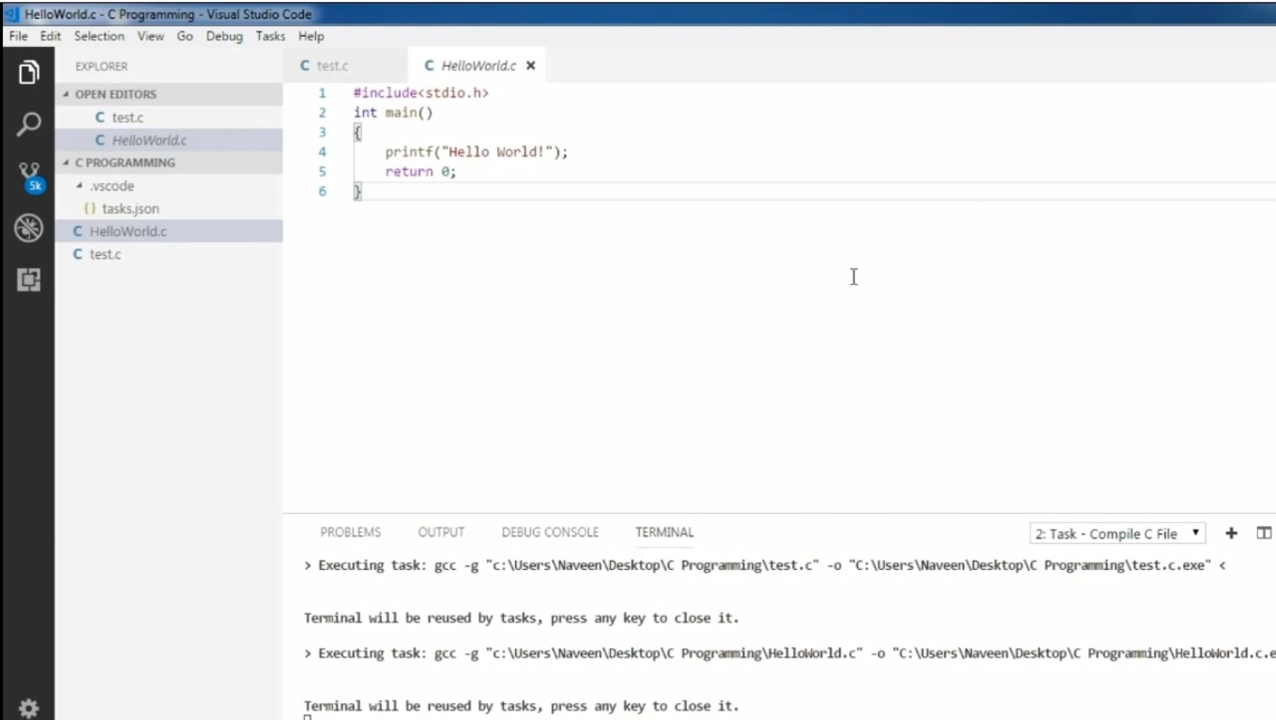 HelloWorld.c - C Programming - Visual Studio Code
File Edit Selection View Go Debug Tasks Help
EXPLORER
OPEN EDITORS
C test.c
C HelloWorld.c
C PROGRAMMING
.vscode
{} tasks.json
C HelloWorld.c
C test.c
5k
C test.c C HelloWorld.c ×
1 #include<stdio.h>
2 int main()
3 {
4 printf("Hello World!");
5 return 0;
6 }
PROBLEMS OUTPUT DEBUG CONSOLE TERMINAL 2: Task - Compile C File
> Executing task: gcc -g "c:\Users\Naveen\Desktop\C Programming\test.c" -o "C:\Users\Naveen\Desktop\C Programming\test.c.exe" <
Terminal will be reused by tasks, press any key to close it.
> Executing task: gcc -g "c:\Users\Naveen\Desktop\C Programming\HelloWorld.c" -o "C:\Users\Naveen\Desktop\C Programming\HelloWorld.c.e
Terminal will be reused by tasks, press any key to close it.